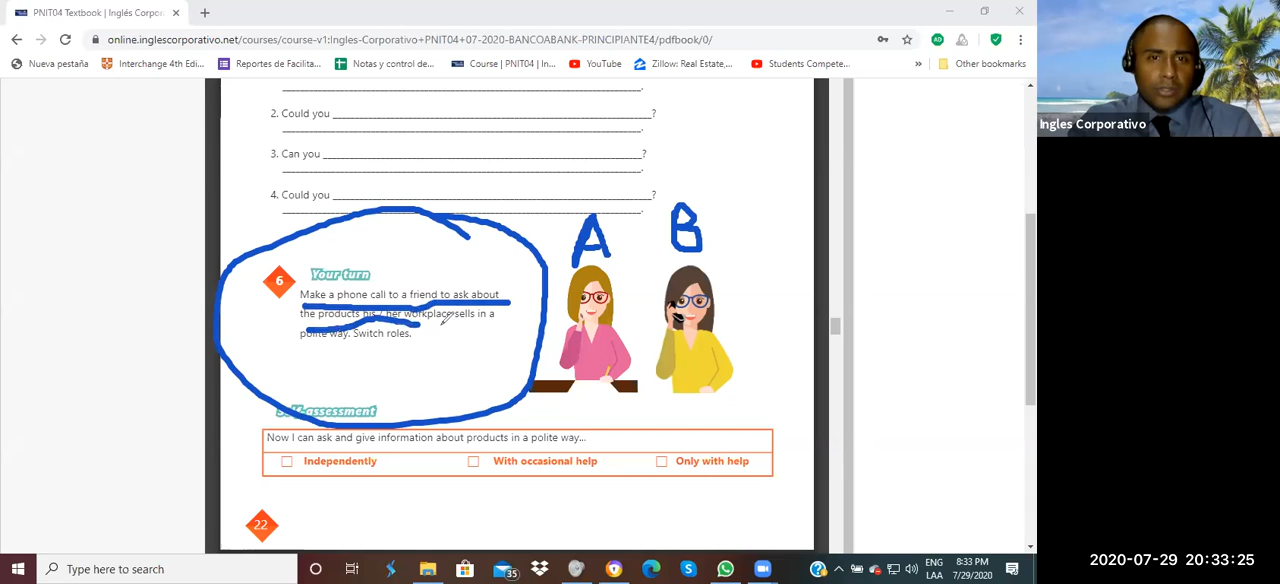 PNIT04 Textbook | Inglés Corpor
online.inglescorporativo.net/courses/course-v1:Ingles-Corporativo+PNIT04+07-2020-BANCOABANK-PRINCIPIANTE4/pdfbook/0/
Nueva pestaña
Interchange 4th Edi...
Reportes de Facilita...
Notas y control de...
Course | PNIT04 | In...
YouTube
Zillow: Real Estate,...
Students Compete...
»
Other bookmarks
2. Could you ?
3. Can you ?
4. Could you ?
A B
6 Your turn
Make a phone call to a friend to ask about
the products his / her workplace sells in a
polite way. Switch roles.
Self-assessment
Now I can ask and give information about products in a polite way...
Independently With occasional help Only with help
22
Ingles Corporativo
2020-07-29 20:33:25
Type here to search
35
ENG
LAA
8:33 PM
7/29/2020